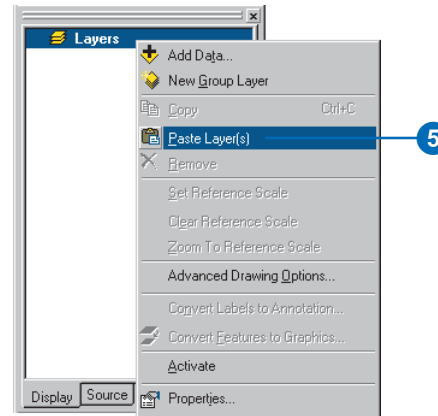 x
Layers
Add Data...
New Group Layer
Copy Ctrl+C
Paste Layer(s) 5
Remove
Set Reference Scale
Clear Reference Scale
Zoom To Reference Scale
Advanced Drawing Options...
Convert Labels to Annotation...
Convert Features to Graphics...
Activate
Display Source Properties...